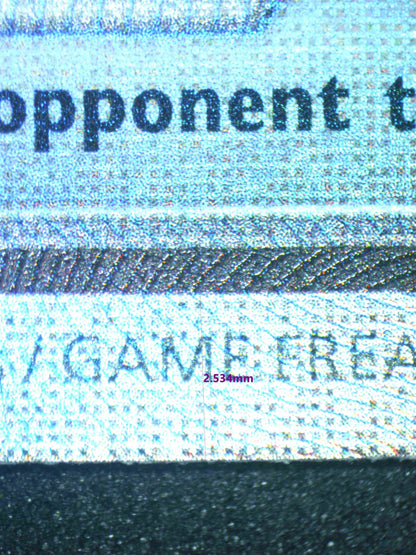 opponent t
/ GAME FREA
2.534mm